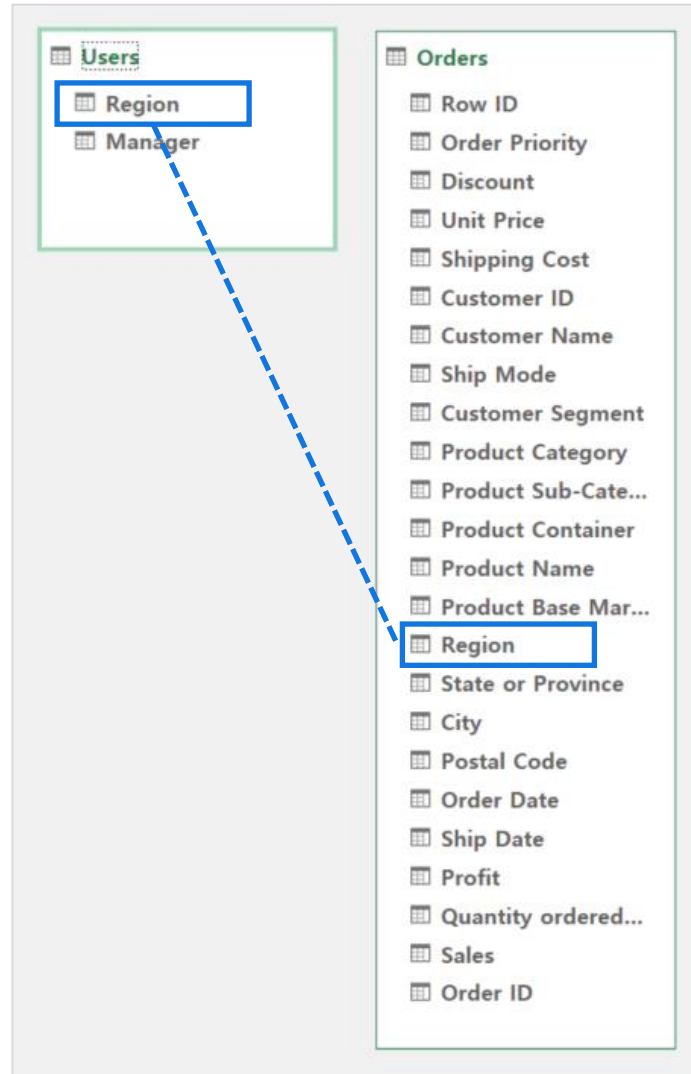 Users
Region
Manager
Orders
Row ID
Order Priority
Discount
Unit Price
Shipping Cost
Customer ID
Customer Name
Ship Mode
Customer Segment
Product Category
Product Sub-Cate...
Product Container
Product Name
Product Base Mar...
Region
State or Province
City
Postal Code
Order Date
Ship Date
Profit
Quantity ordered...
Sales
Order ID